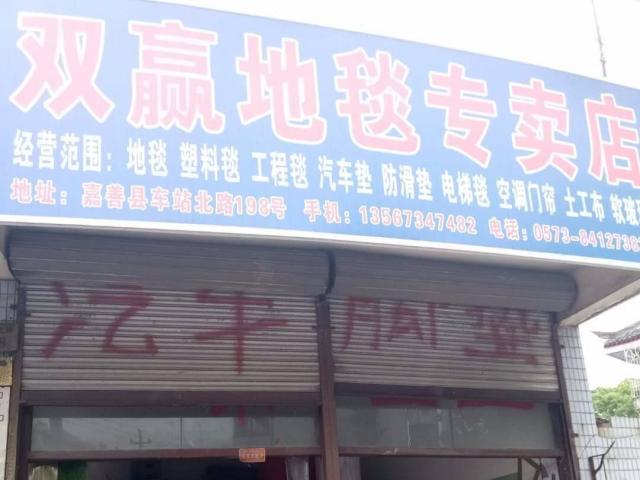 双赢地毯专卖店
经营范围：地毯 塑料毯 工程毯 汽车垫 防滑垫 电梯毯 空调门帘 土工布 软玻
地址：嘉善县车站北路198号 手机：13567347482 电话：0573-8412738
汽车 脚垫